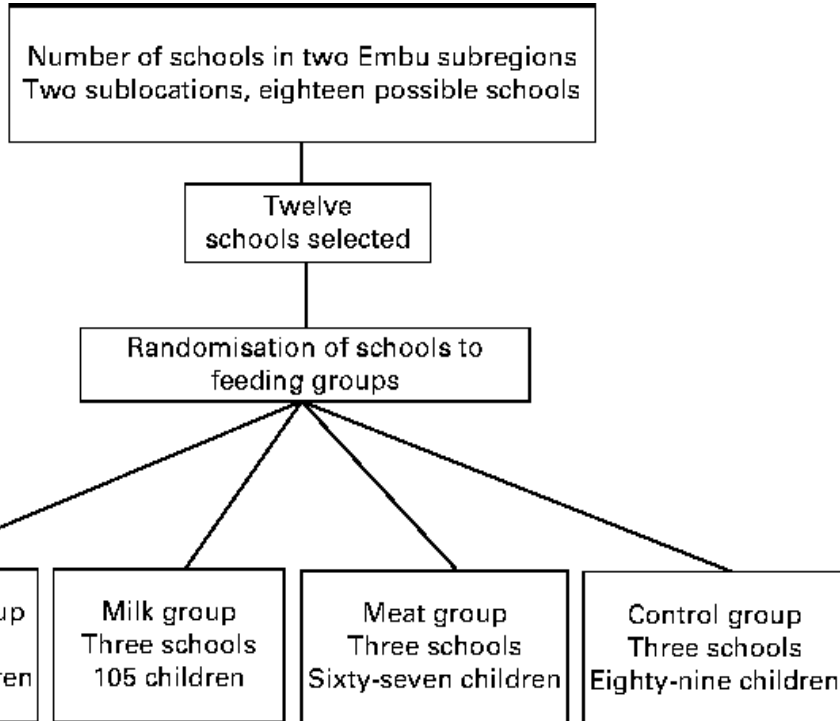 Number of schools in two Embu subregions
Two sublocations, eighteen possible schools
Twelve
schools selected
Randomisation of schools to
feeding groups
Milk group
Three schools
105 children
Meat group
Three schools
Sixty-seven children
Control group
Three schools
Eighty-nine children